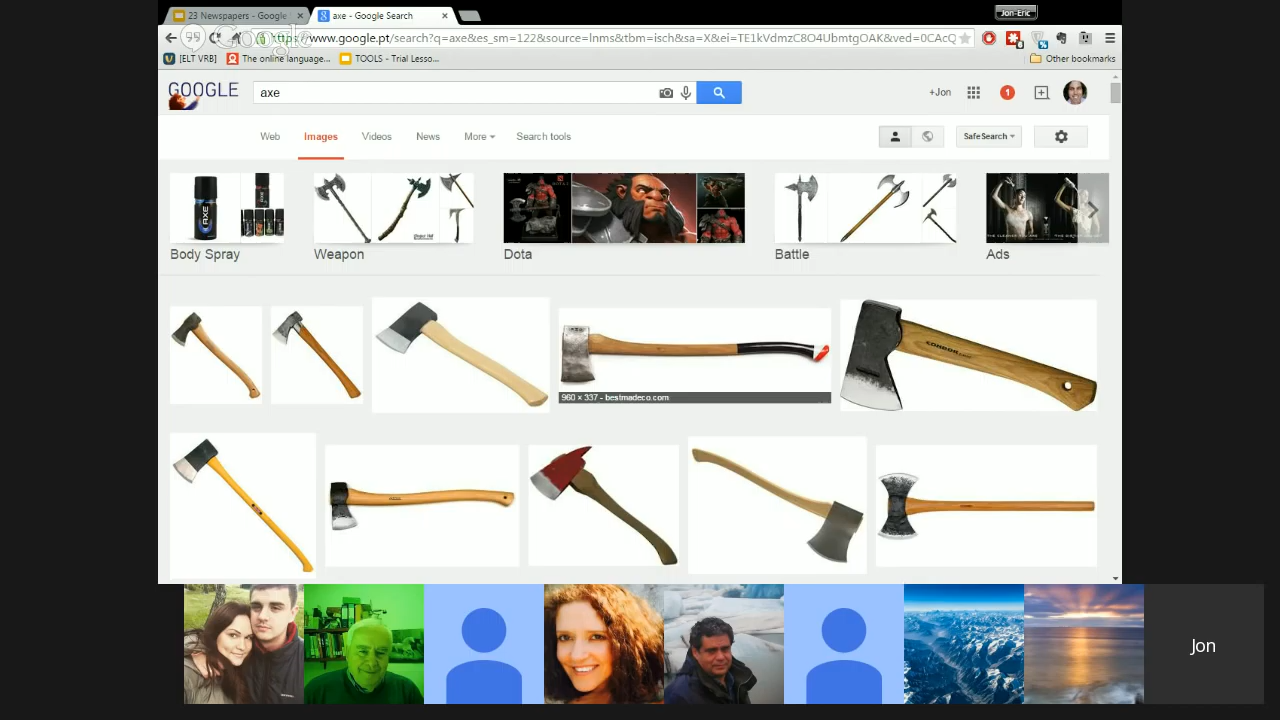 23 Newspapers - Google
axe - Google Search
Jon-Eric
Google
https://www.google.pt/search?q=axe&es_sm=122&source=lnms&tbm=isch&sa=X&ei=TE1kVdmzC8O4UbmtgOAK&ved=0CAcQ
[ELT VRB]
The online language...
TOOLS - Trial Lesso...
Other bookmarks
GOOGLE
axe
+Jon
1
Web
Images
Videos
News
More
Search tools
SafeSearch
AXE
Body Spray
Weapon
Dota
Battle
Ads
960 × 337 - bestmadeco.com
CONDOR
Jon